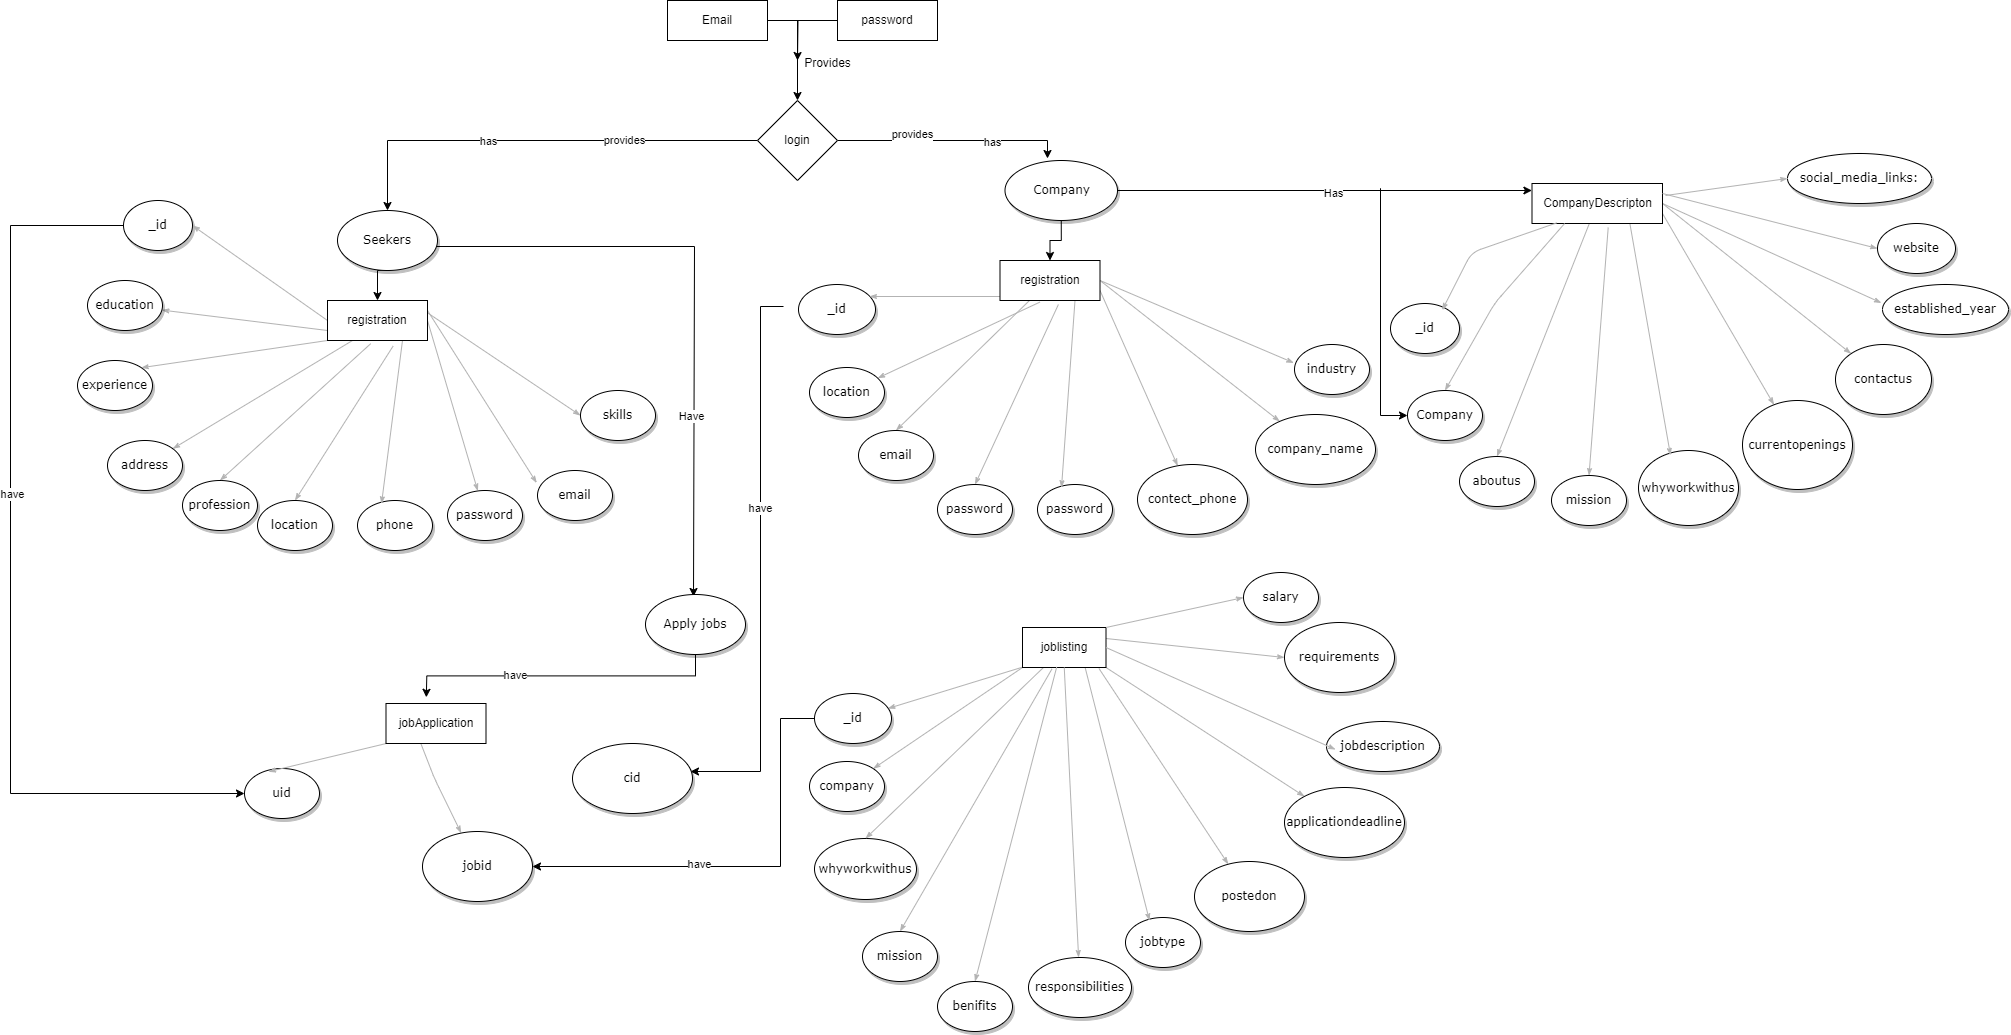 Email
password
Provides
login
has
provides
provides
has
Company
Has
CompanyDescripton
social_media_links:
website
established_year
contactus
currentopenings
whyworkwithus
mission
aboutus
Company
_id
_id
Seekers
education
registration
experience
address
profession
location
phone
password
email
skills
have
Have
registration
_id
location
email
password
password
contect_phone
company_name
industry
have
Apply jobs
have
jobApplication
uid
jobid
cid
have
joblisting
salary
requirements
jobdescription
applicationdeadline
postedon
jobtype
responsibilities
benifits
mission
whyworkwithus
company
_id